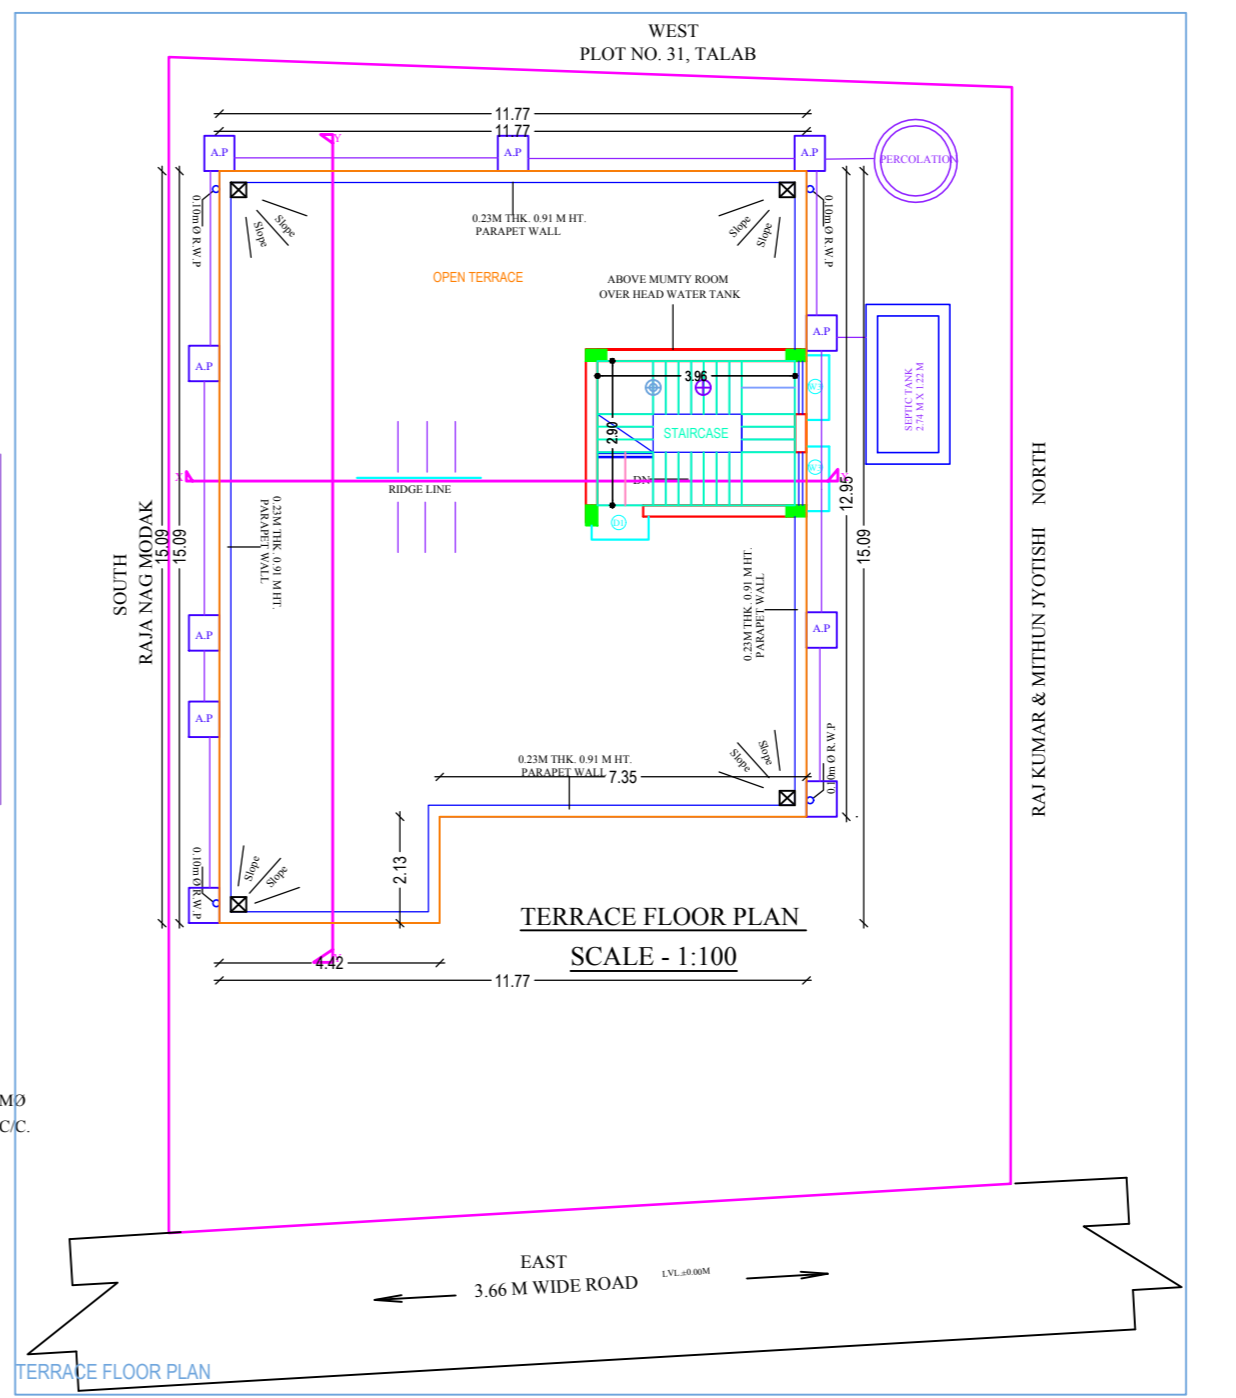 WEST
PLOT NO. 31, TALAB
11.77
11.77
Y
A.P
A.P
A.P
PERCOLATION
0.10m Ø R.W.P
Slope
Slope
0.23M THK. 0.91 M HT.
PARAPET WALL
Slope
Slope
0.10m Ø R.W.P
OPEN TERRACE
ABOVE MUMTY ROOM
OVER HEAD WATER TANK
A.P
A.P
3.96
2.90
STAIRCASE
DN
D1
SEPTIC TANK
2.74 M X 1.22 M
X
RIDGE LINE
12.95
15.09
15.09
15.09
SOUTH
RAJA NAG MODAK
0.23M THK. 0.91 M HT.
PARAPET WALL
0.23M THK. 0.91 M HT.
PARAPET WALL
NORTH
RAJ KUMAR & MITHUN JYOTISHI
A.P
A.P
A.P
0.23M THK. 0.91 M HT.
PARAPET WALL
7.35
Slope
Slope
0.10m Ø R.W.P
2.13
0.10m Ø R.W.P
Slope
Slope
TERRACE FLOOR PLAN
SCALE - 1:100
4.42
11.77
MØ
C/C.
EAST
3.66 M WIDE ROAD
LVL.±0.00M
TERRACE FLOOR PLAN